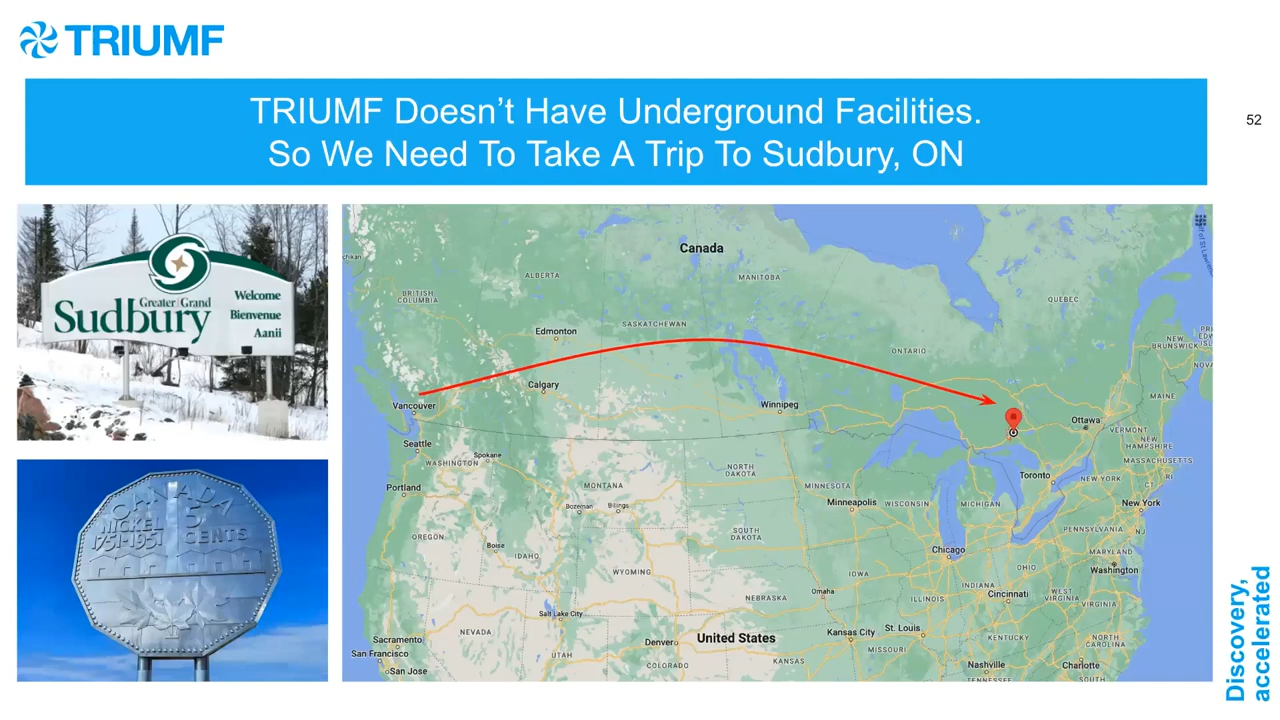 TRIUMF
TRIUMF Doesn’t Have Underground Facilities.
So We Need To Take A Trip To Sudbury, ON
52
Greater | Grand
Sudbury
Welcome
Bienvenue
Aanii
CANADA
NICKEL
5
1751-1951
CENTS
Canada
ALBERTA
MANITOBA
BRITISH
COLUMBIA
QUEBEC
SASKATCHEWAN
Edmonton
ONTARIO
NEW
BRUNSWICK
Calgary
MAINE
Vancouver
Winnipeg
Ottawa
VERMONT
Seattle
NEW
HAMPSHIRE
WASHINGTON
Spokane
MASSACHUSETTS
NORTH
DAKOTA
Toronto
NEW YORK
CT
RI
Portland
MONTANA
MINNESOTA
Minneapolis
WISCONSIN
MICHIGAN
New York
Bozeman
Billings
OREGON
SOUTH
DAKOTA
PENNSYLVANIA
NJ
Boise
IDAHO
Chicago
MARYLAND
WYOMING
IOWA
OHIO
Washington
INDIANA
NEBRASKA
Omaha
ILLINOIS
Cincinnati
WEST
VIRGINIA
VIRGINIA
Salt Lake City
NEVADA
Sacramento
San Francisco
San Jose
UTAH
Denver
COLORADO
United States
KANSAS
Kansas City
MISSOURI
St. Louis
KENTUCKY
NORTH
CAROLINA
Nashville
Charlotte
TENNESSEE
SOUTH
Discovery,
accelerated